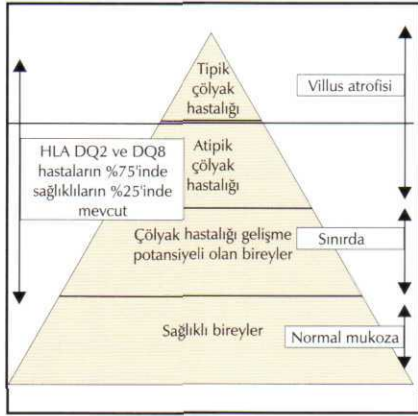 Tipik
çölyak
hastalığı
Villus atrofisi
HLA DQ2 ve DQ8
hastaların %75'inde
sağlıklıların %25'inde
mevcut
Atipik
çölyak
hastalığı
Çölyak hastalığı gelişme
potansiyeli olan bireyler
Sınırda
Sağlıklı bireyler
Normal mukoza